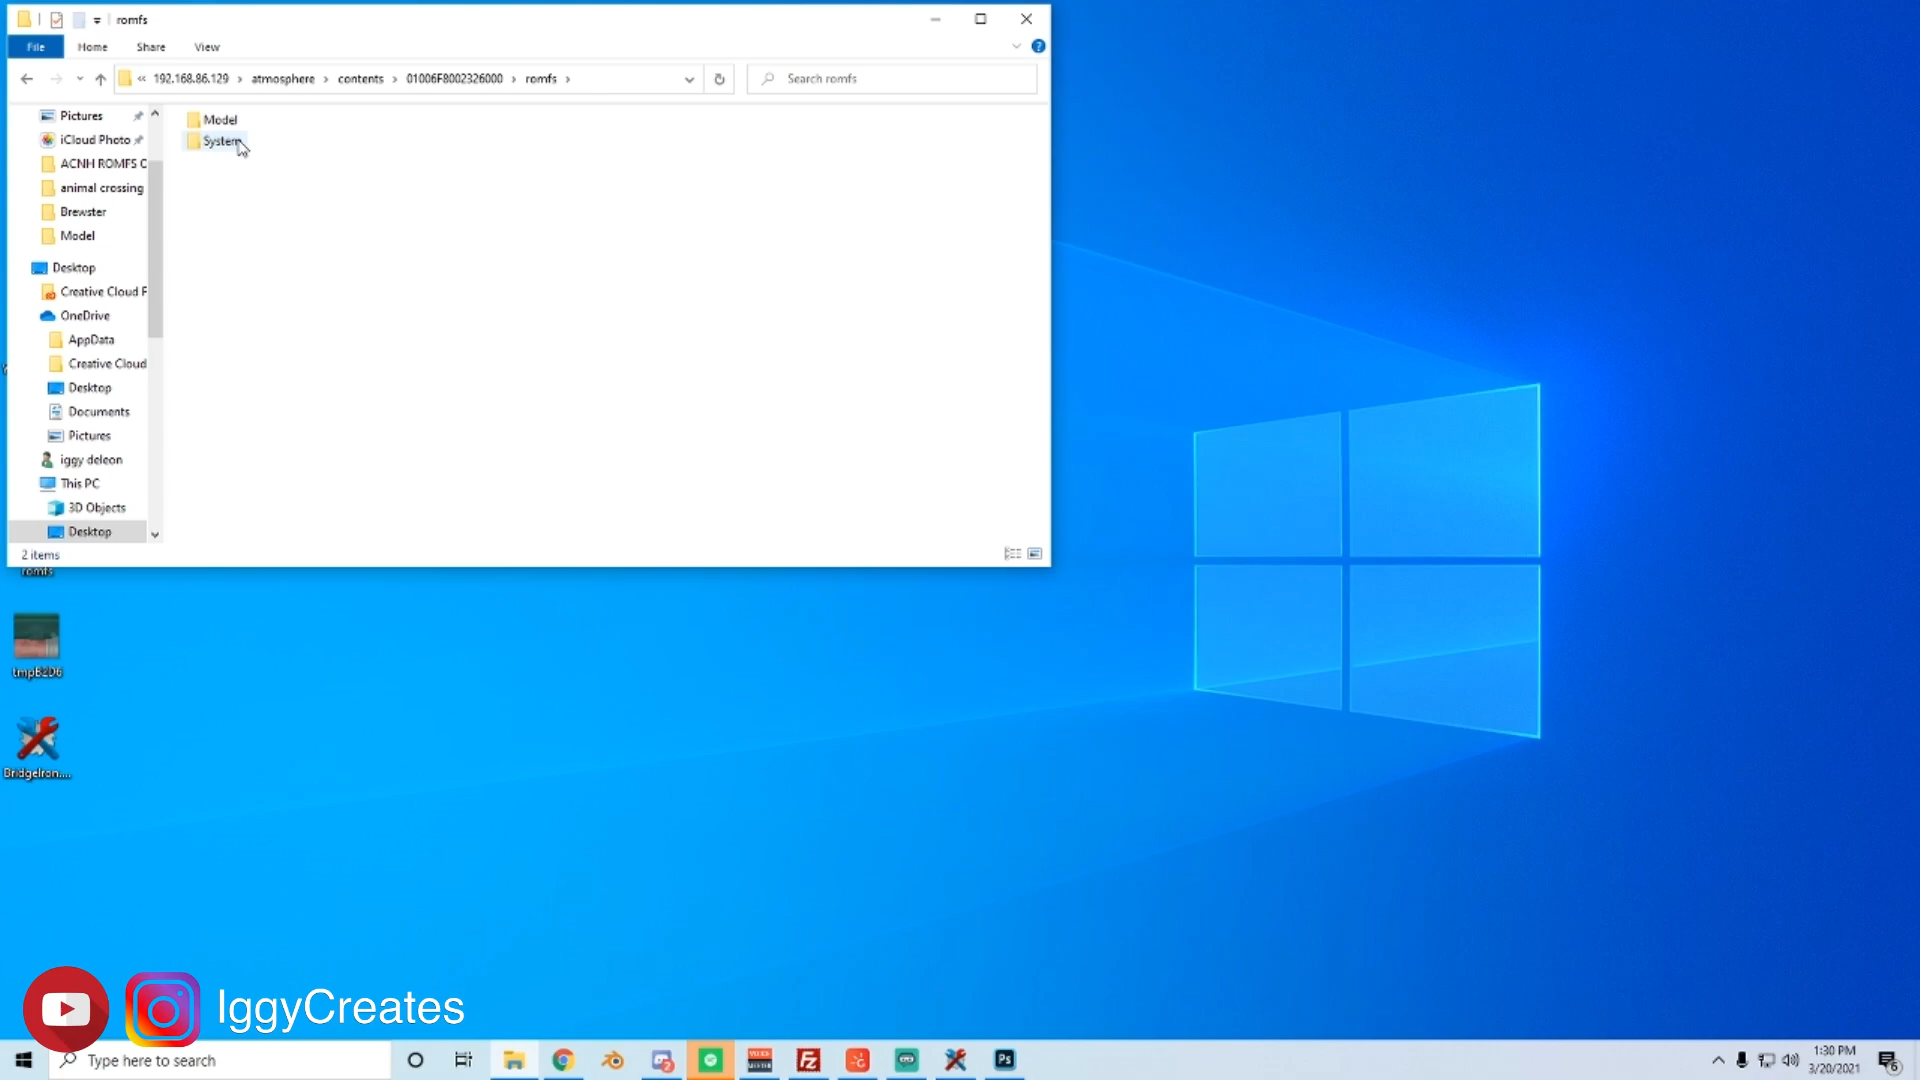 romfs
File Home Share View
« 192.168.86.129 › atmosphere › contents › 01006F8002326000 › romfs ›
Search romfs
Pictures
iCloud Photo
ACNH ROMFS C
animal crossing
Brewster
Model
Desktop
Creative Cloud F
OneDrive
AppData
Creative Cloud
Desktop
Documents
Pictures
iggy deleon
This PC
3D Objects
Desktop
Model
System
2 items
romfs
tmpB2D6
BridgeIron....
IggyCreates
Type here to search
Ps
1:30 PM
3/20/2021
6